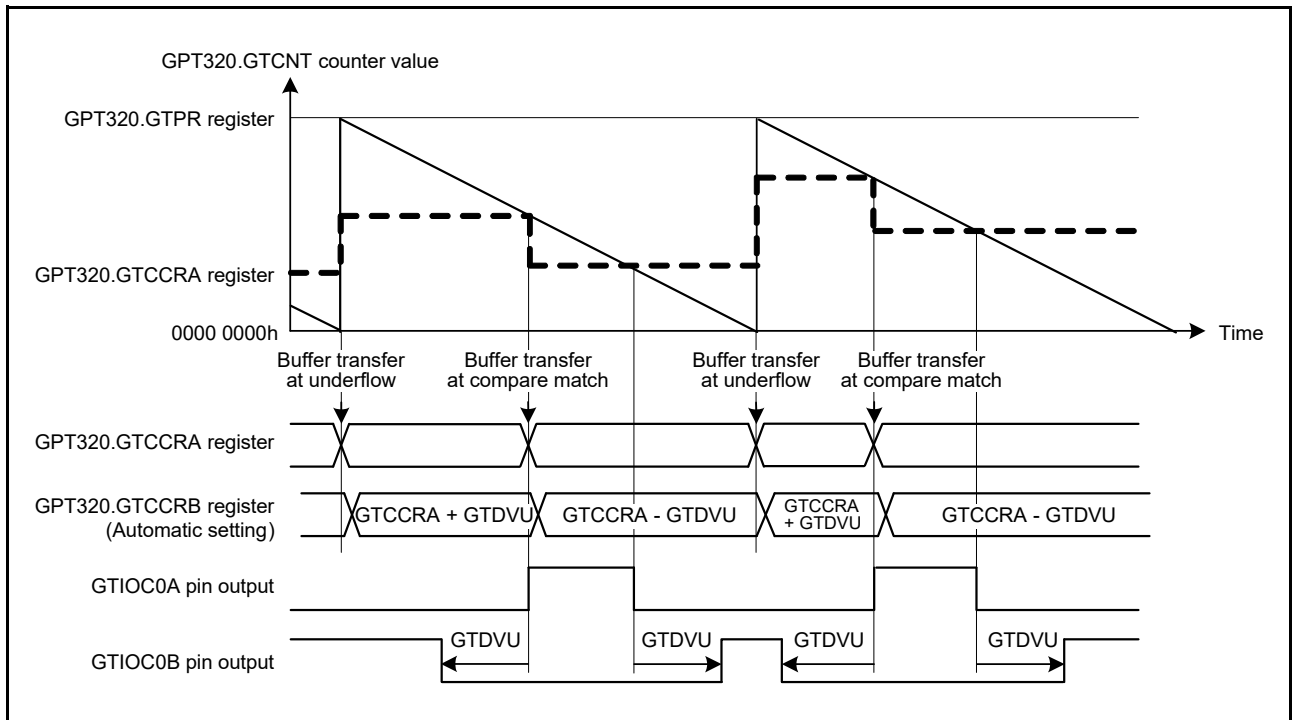 GPT320.GTCNT counter value
GPT320.GTPR register
GPT320.GTCCRA register
0000 0000h
Time
Buffer transfer
at underflow
Buffer transfer
at compare match
Buffer transfer
at underflow
Buffer transfer
at compare match
GPT320.GTCCRA register
GPT320.GTCCRB register
(Automatic setting)
GTCCRA + GTDVU
GTCCRA - GTDVU
GTCCRA
+ GTDVU
GTCCRA - GTDVU
GTIOC0A pin output
GTIOC0B pin output
GTDVU
GTDVU
GTDVU
GTDVU